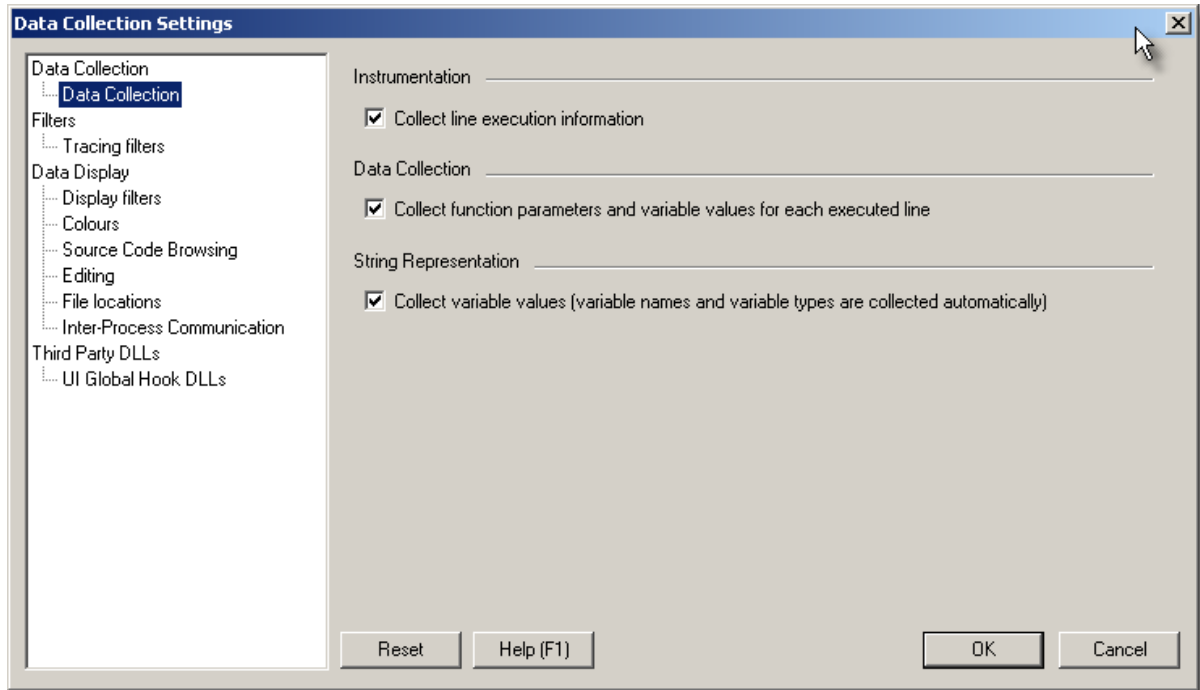 Data Collection Settings
Data Collection
Data Collection
Filters
Tracing filters
Data Display
Display filters
Colours
Source Code Browsing
Editing
File locations
Inter-Process Communication
Third Party DLLs
UI Global Hook DLLs
Instrumentation
Collect line execution information
Data Collection
Collect function parameters and variable values for each executed line
String Representation
Collect variable values (variable names and variable types are collected automatically)
Reset
Help (F1)
OK
Cancel